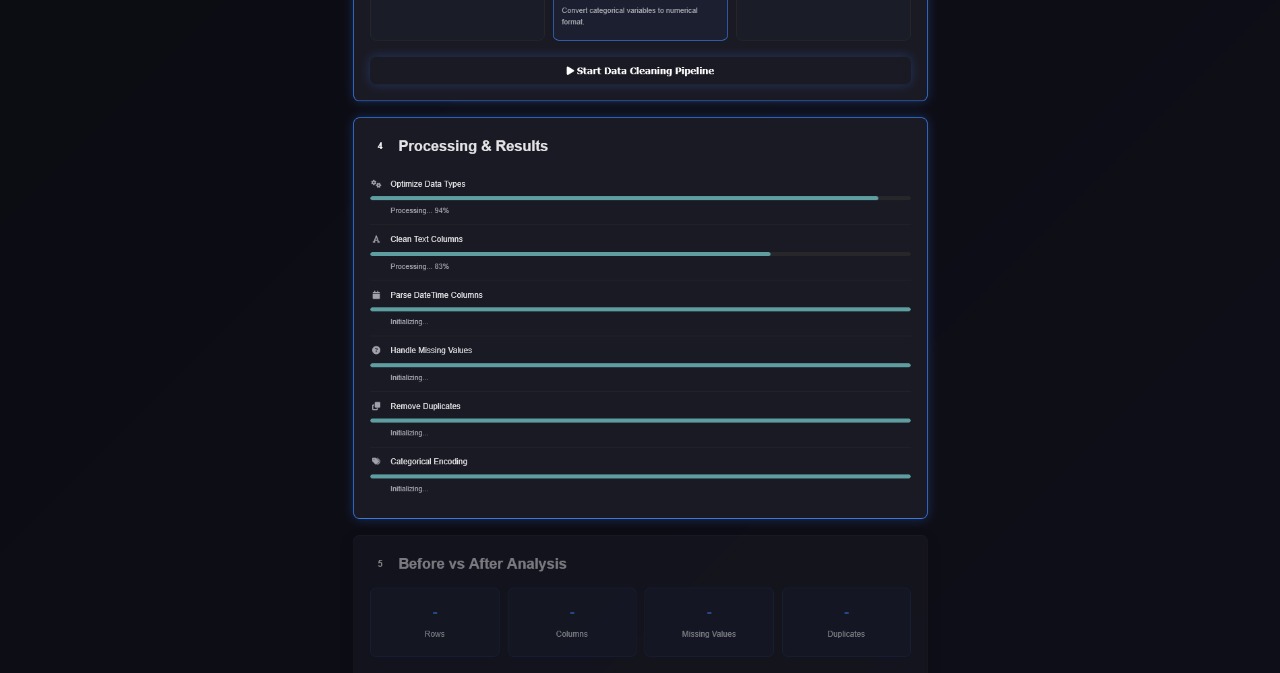 Convert categorical variables to numerical
format.
Start Data Cleaning Pipeline
4 Processing & Results
Optimize Data Types
Processing... 94%
Clean Text Columns
Processing... 83%
Parse DateTime Columns
Initializing...
Handle Missing Values
Initializing...
Remove Duplicates
Initializing...
Categorical Encoding
Initializing...
5 Before vs After Analysis
- - - -
Rows Columns Missing Values Duplicates